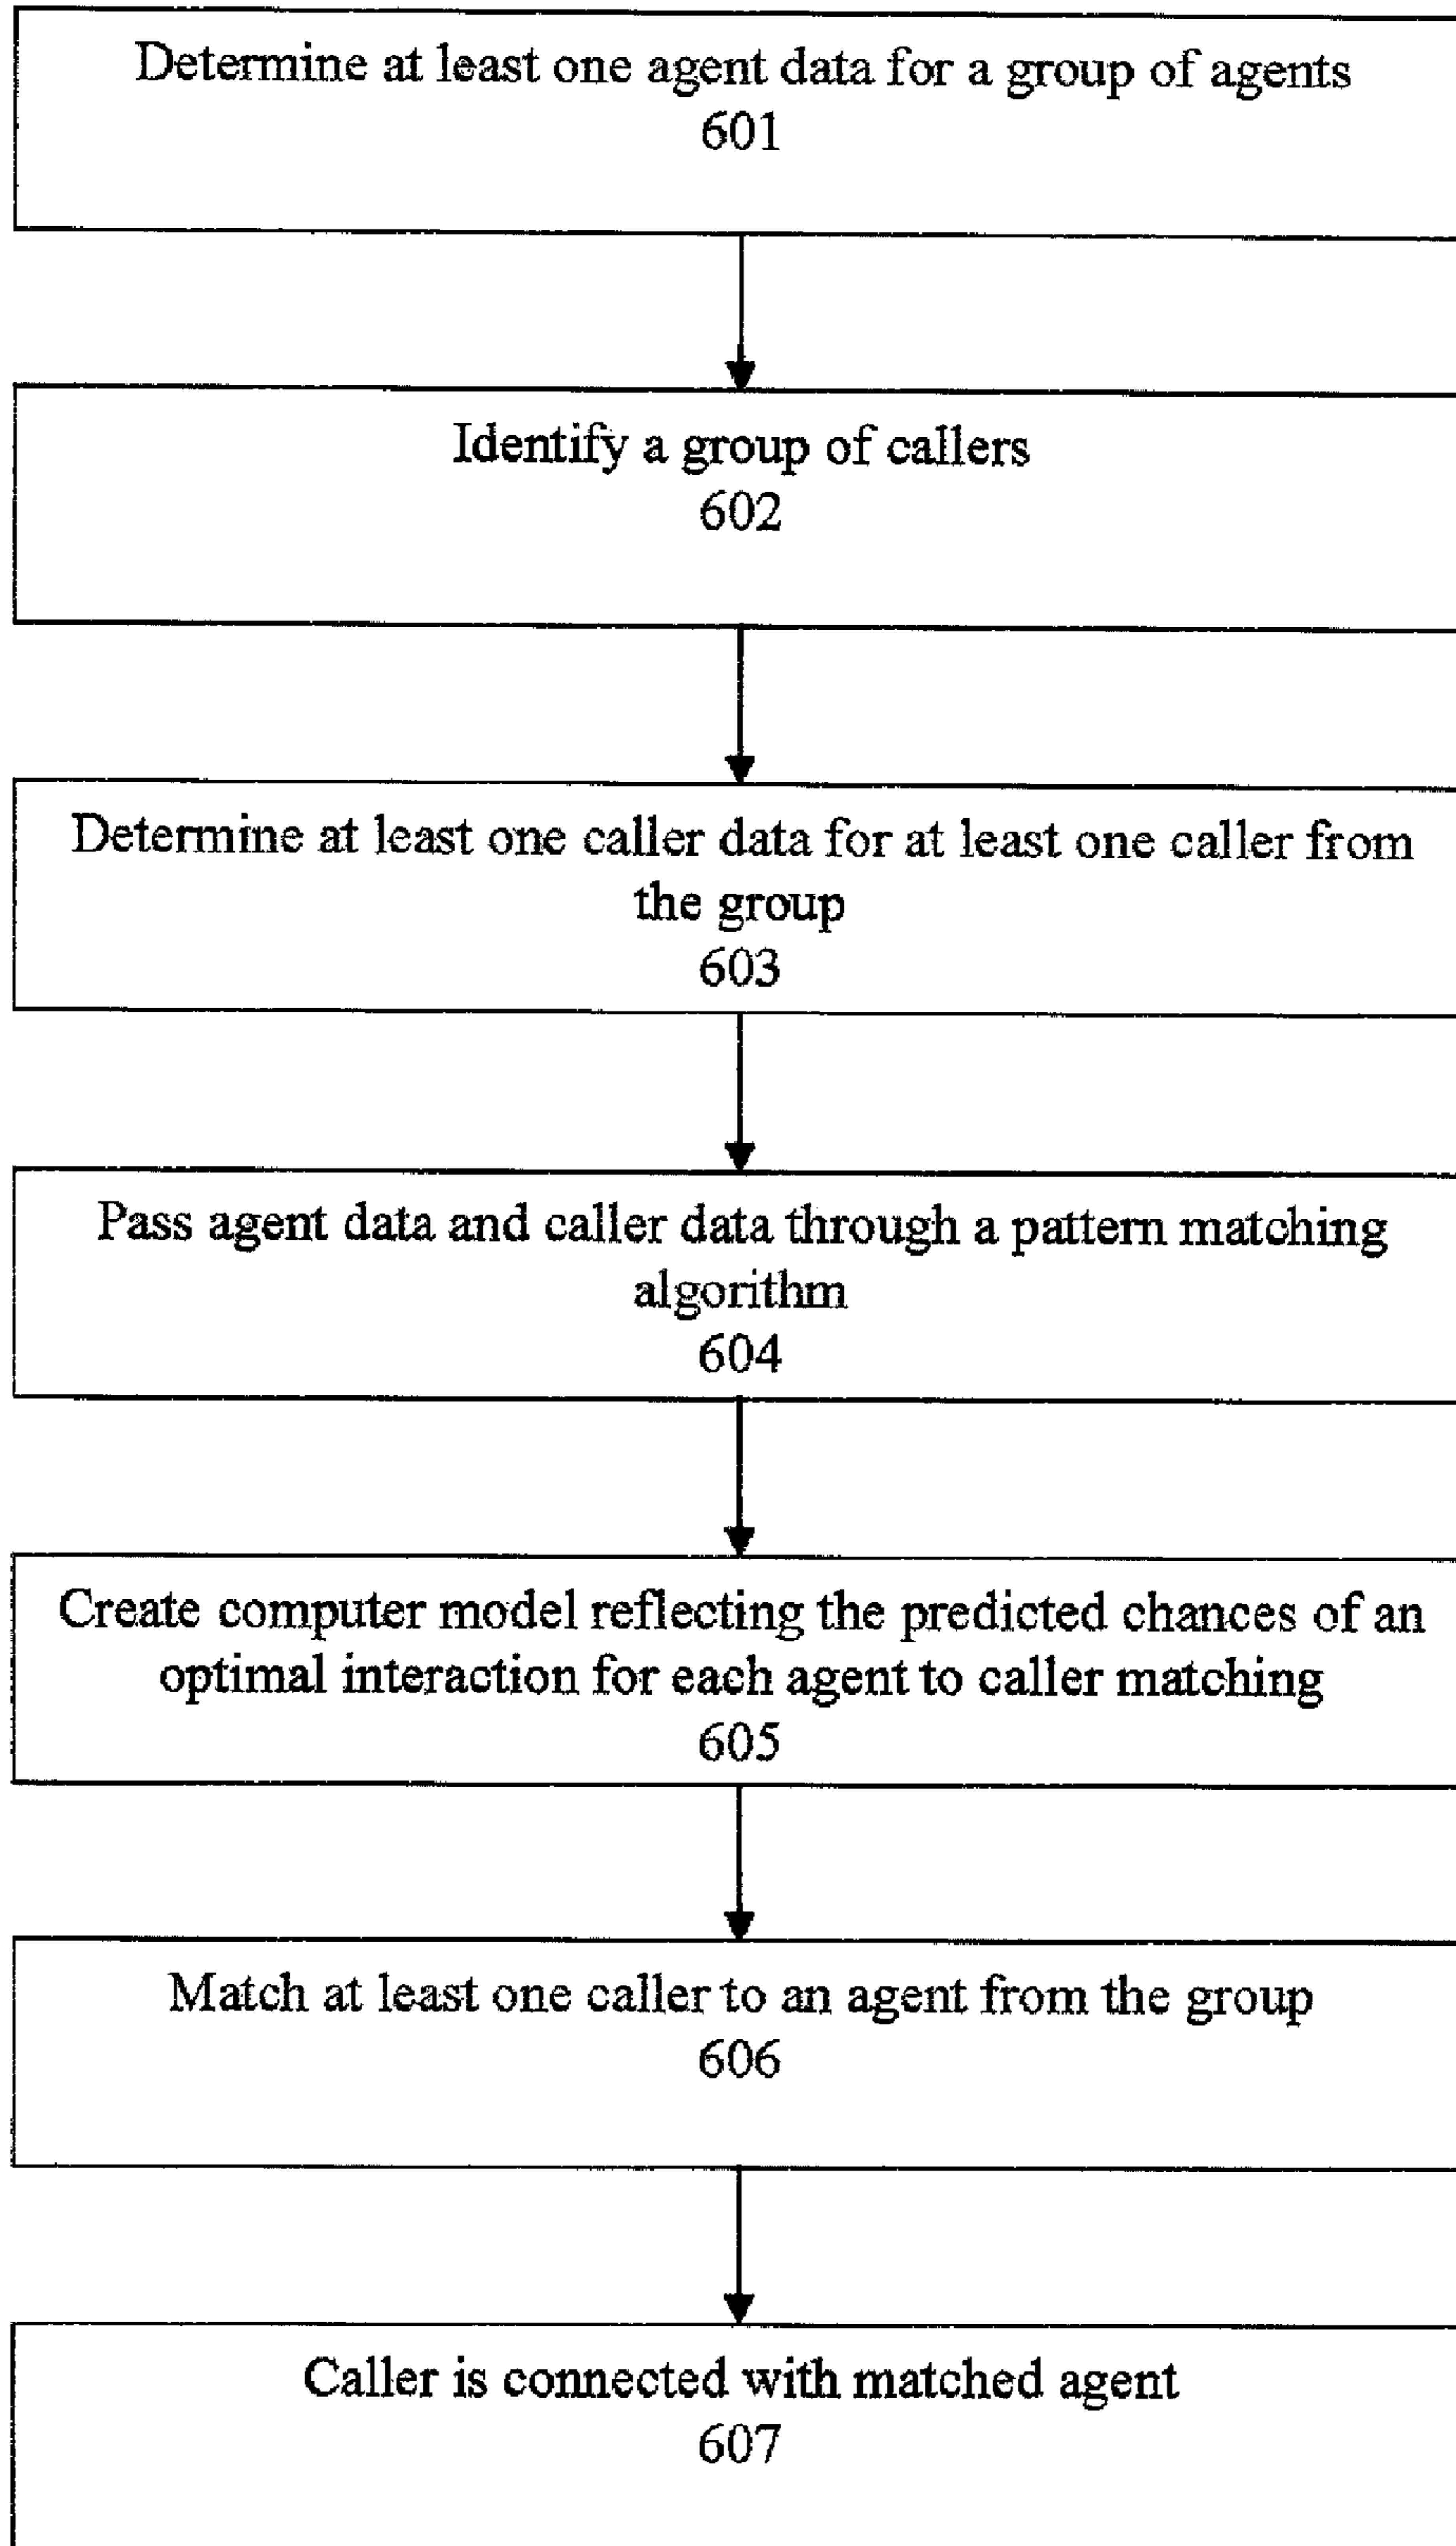 Determine at least one agent data for a group of agents
601
Identify a group of callers
602
Determine at least one caller data for at least one caller from
the group
603
Pass agent data and caller data through a pattern matching
algorithm
604
Create computer model reflecting the predicted chances of an
optimal interaction for each agent to caller matching
605
Match at least one caller to an agent from the group
606
Caller is connected with matched agent
607